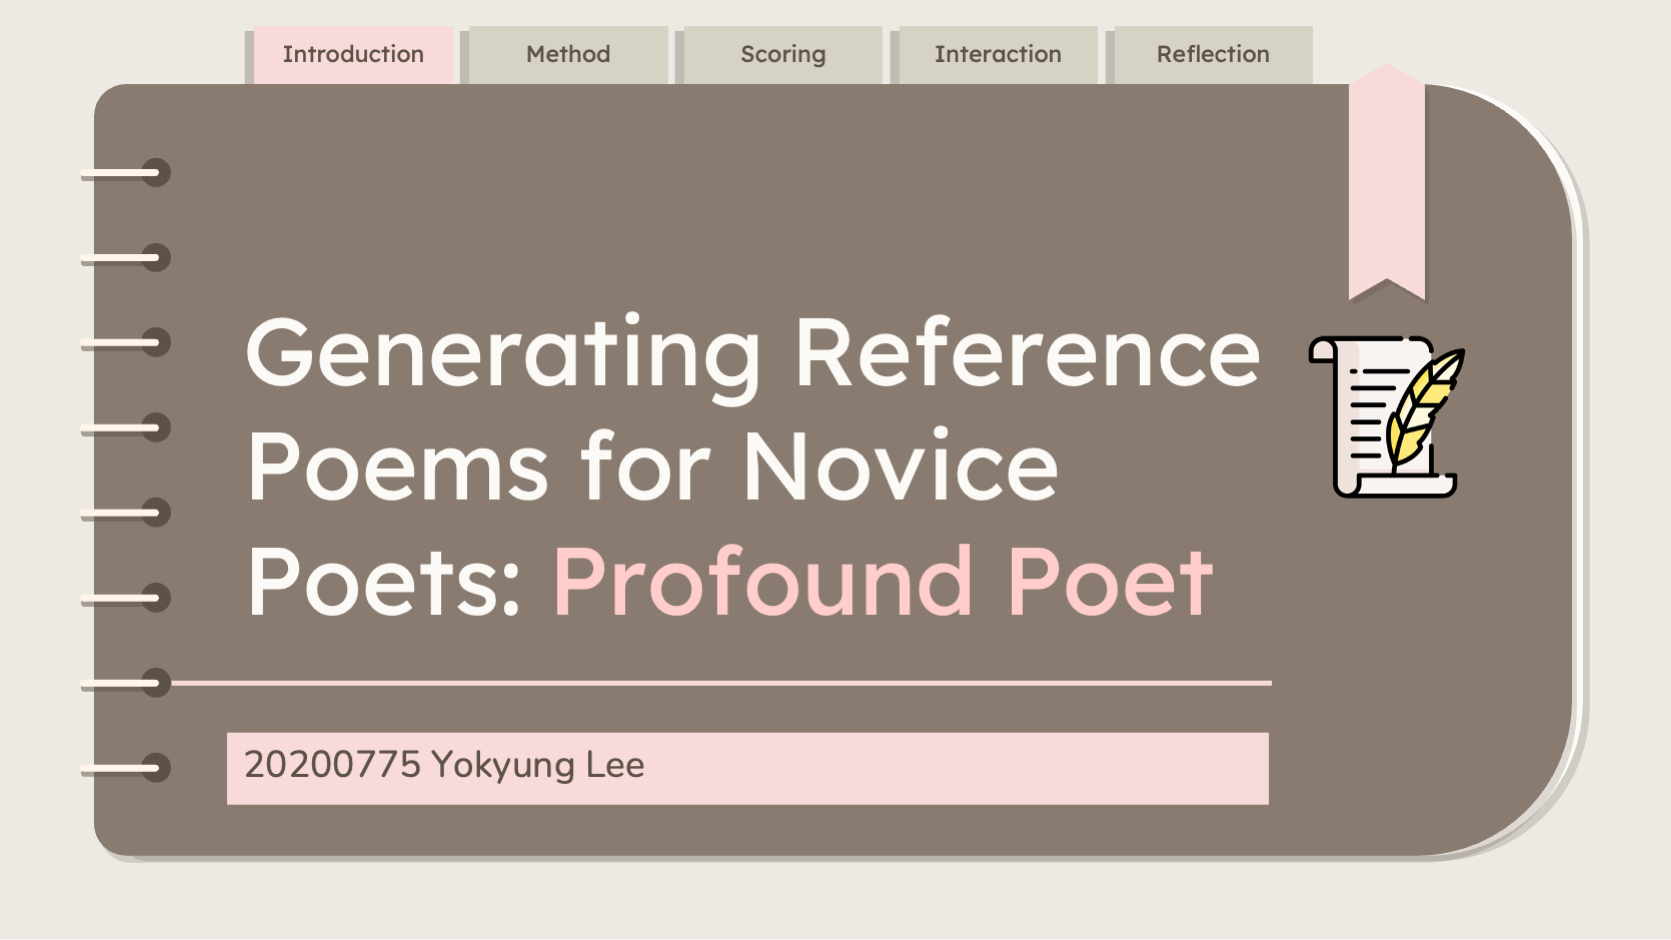 Introduction
Method
Scoring
Interaction
Reflection
Generating Reference
Poems for Novice
Poets: Profound Poet
20200775 Yokyung Lee